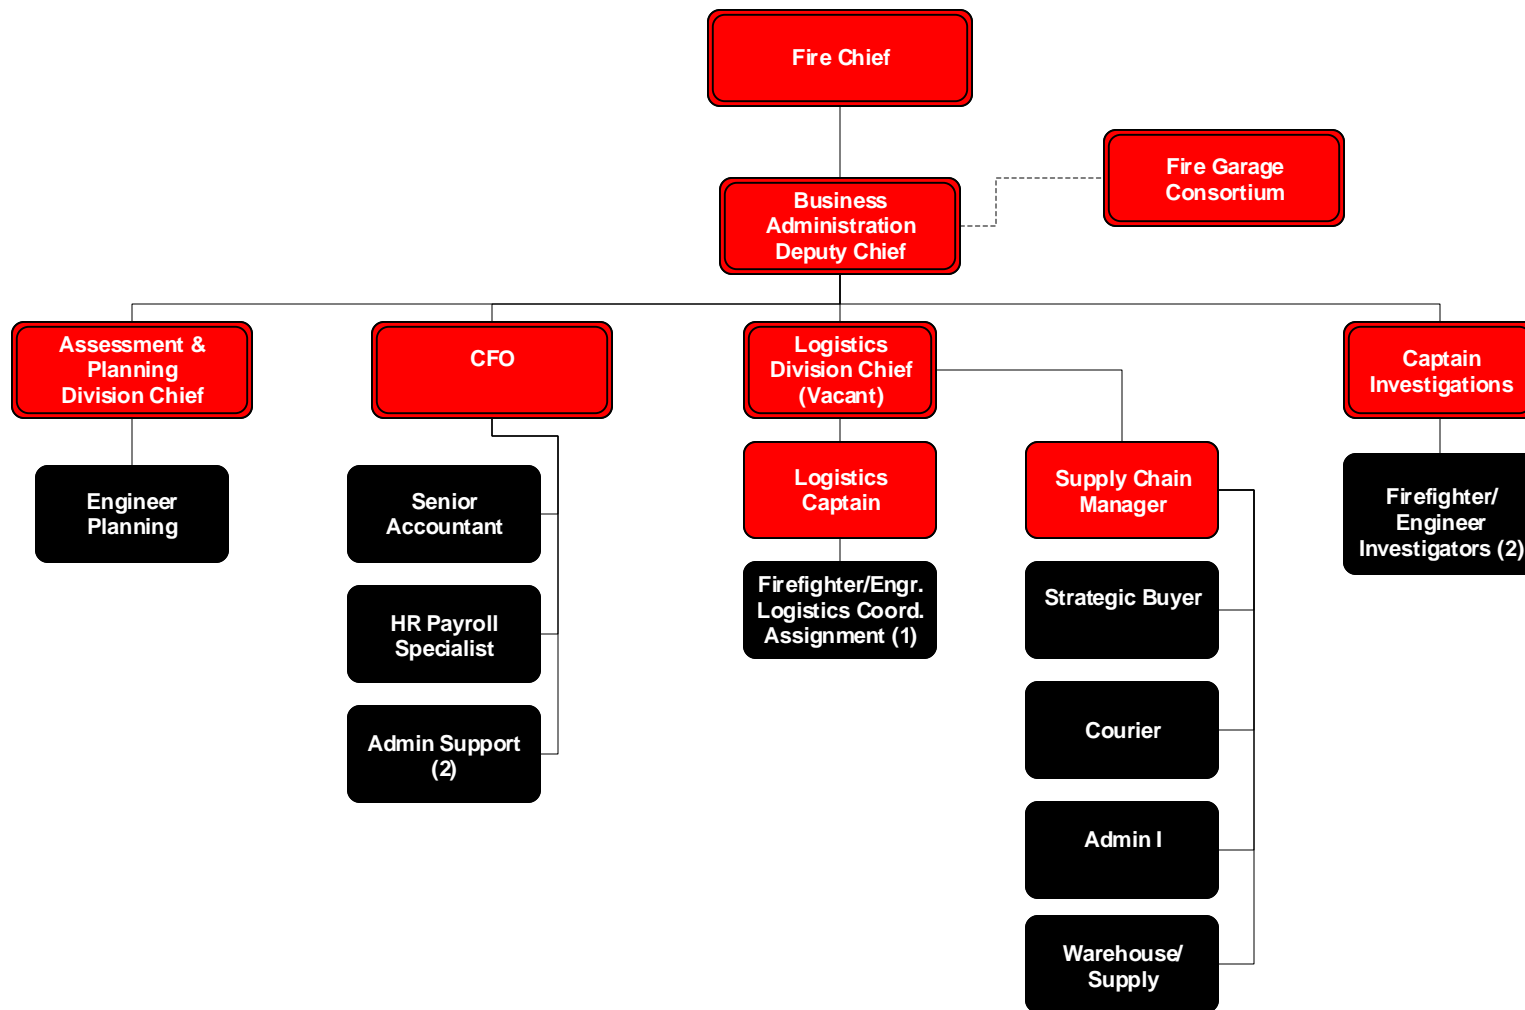 Fire Chief
Fire Garage
Consortium
Business
Administration
Deputy Chief
Assessment &
Planning
Division Chief
CFO
Logistics
Division Chief
(Vacant)
Captain
Investigations
Engineer
Planning
Senior
Accountant
HR Payroll
Specialist
Admin Support
(2)
Logistics
Captain
Firefighter/Engr.
Logistics Coord.
Assignment (1)
Supply Chain
Manager
Strategic Buyer
Courier
Admin I
Warehouse/
Supply
Firefighter/
Engineer
Investigators (2)